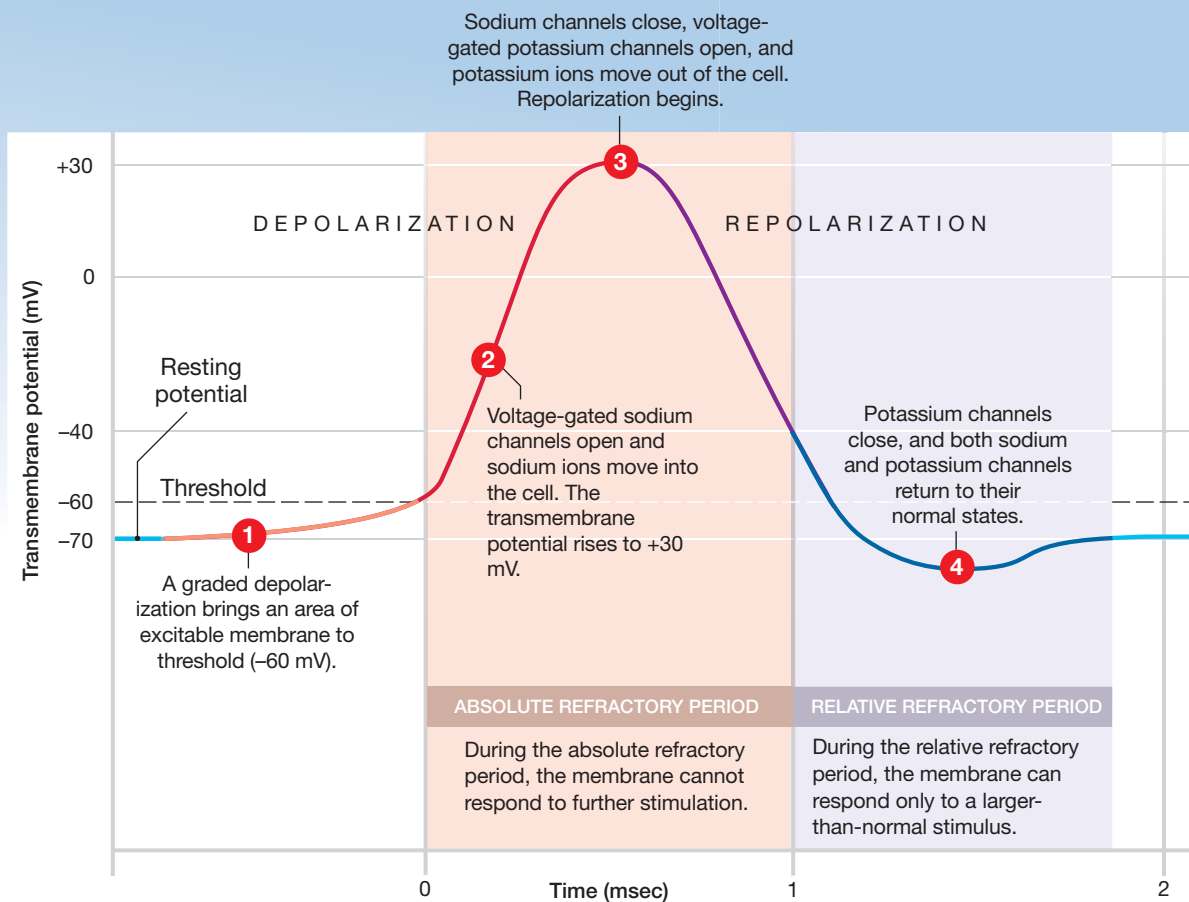 Sodium channels close, voltage-
gated potassium channels open, and
potassium ions move out of the cell.
Repolarization begins.
+30
3
DEPOLARIZATION
REPOLARIZATION
0
Transmembrane potential (mV)
2
Resting
potential
Voltage-gated sodium
channels open and
sodium ions move into
the cell. The
transmembrane
potential rises to +30
mV.
Potassium channels
close, and both sodium
and potassium channels
return to their
normal states.
–40
Threshold
–60
1
–70
4
A graded depolar-
ization brings an area of
excitable membrane to
threshold (–60 mV).
ABSOLUTE REFRACTORY PERIOD
RELATIVE REFRACTORY PERIOD
During the absolute refractory
period, the membrane cannot
respond to further stimulation.
During the relative refractory
period, the membrane can
respond only to a larger-
than-normal stimulus.
0
Time (msec)
1
2